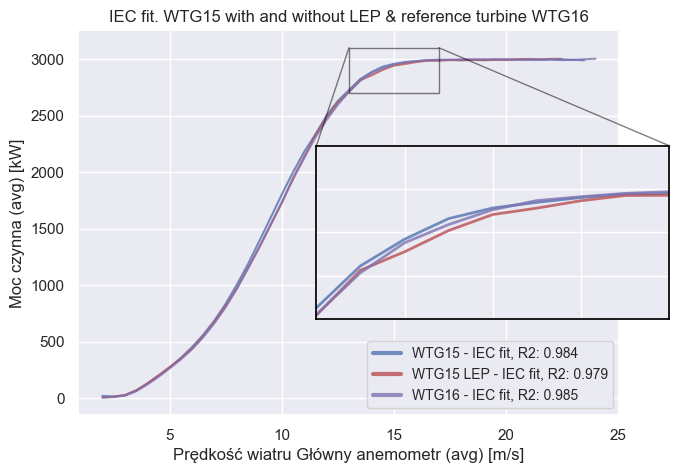 IEC fit. WTG15 with and without LEP & reference turbine WTG16
Moc czynna (avg) [kW]
3000
2500
2000
1500
1000
500
0
WTG15 - IEC fit, R2: 0.984
WTG15 LEP - IEC fit, R2: 0.979
WTG16 - IEC fit, R2: 0.985
5
10
15
20
25
Prędkość wiatru Główny anemometr (avg) [m/s]